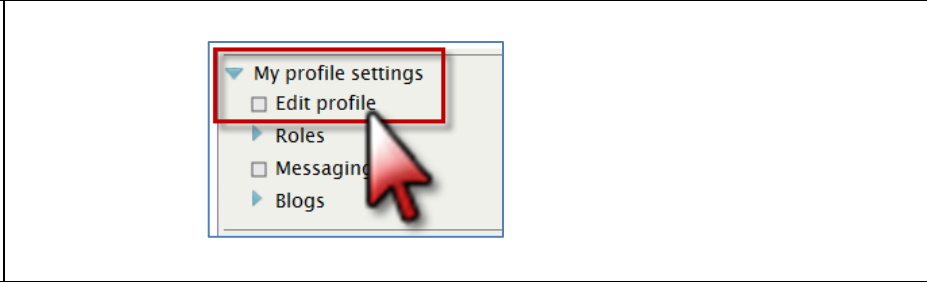 My profile settings
Edit profile
Roles
Messaging
Blogs